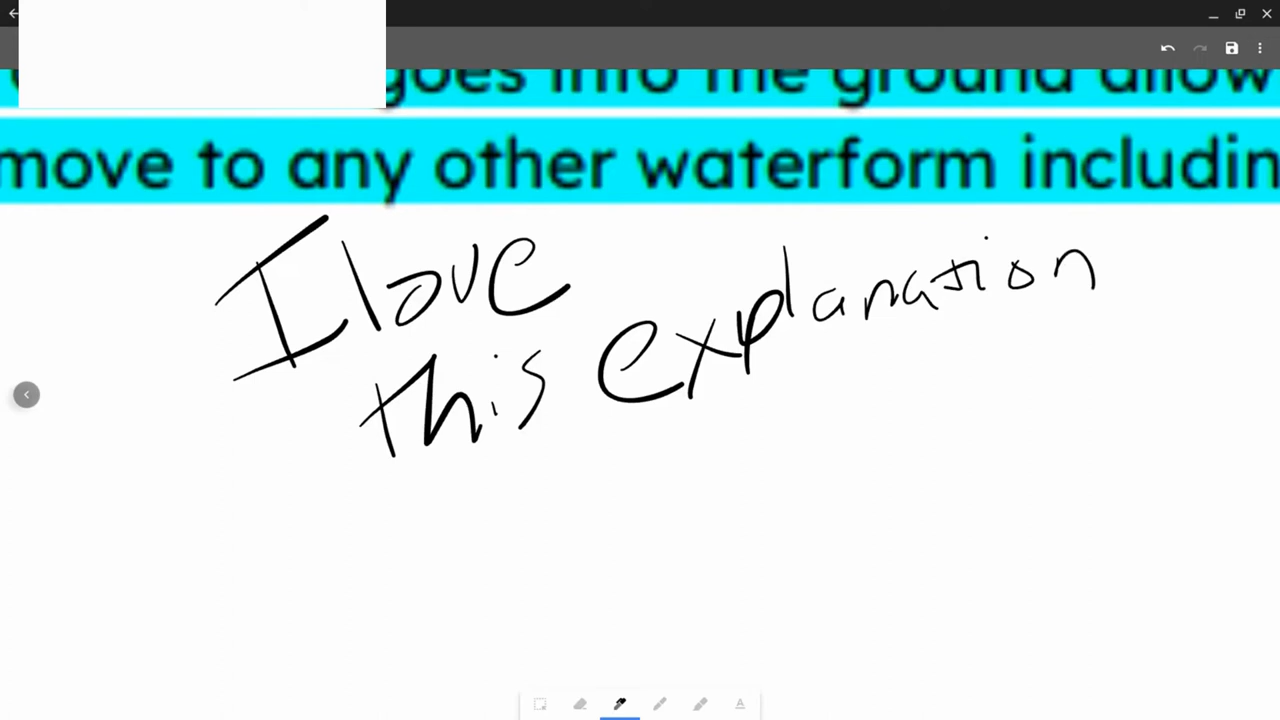 goes into the ground allow
move to any other waterform includin
I love
this explanation